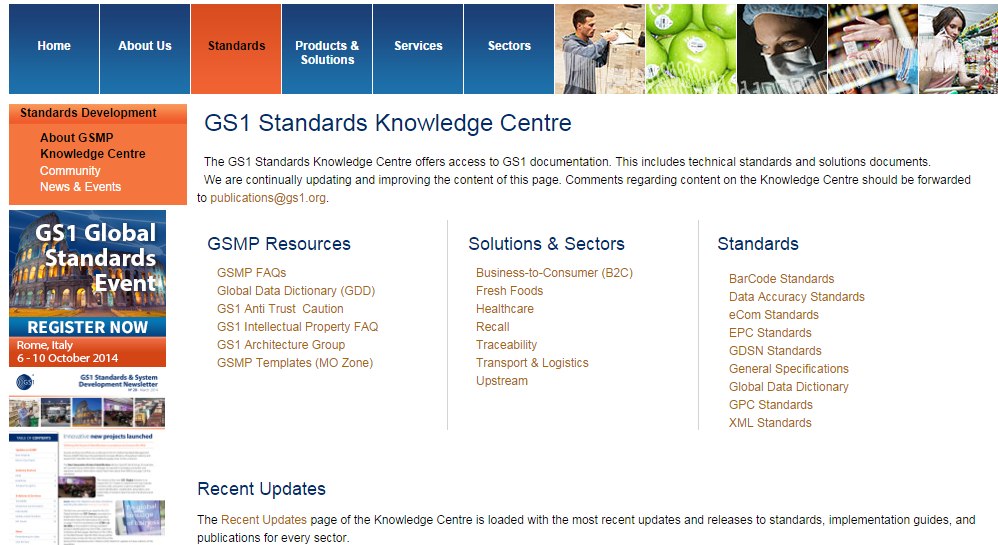 Home
About Us
Standards
Products &
Solutions
Services
Sectors
Standards Development
About GSMP
Knowledge Centre
Community
News & Events
GS1 Global
Standards
Event
REGISTER NOW
Rome, Italy
6 - 10 October 2014
GS1
GS1 Standards & System
Development Newsletter
TABLE OF CONTENTS
Innovative new projects launched
GS1 Standards Knowledge Centre
The GS1 Standards Knowledge Centre offers access to GS1 documentation. This includes technical standards and solutions documents.
We are continually updating and improving the content of this page. Comments regarding content on the Knowledge Centre should be forwarded
to publications@gs1.org.
GSMP Resources
GSMP FAQs
Global Data Dictionary (GDD)
GS1 Anti Trust Caution
GS1 Intellectual Property FAQ
GS1 Architecture Group
GSMP Templates (MO Zone)
Solutions & Sectors
Business-to-Consumer (B2C)
Fresh Foods
Healthcare
Recall
Traceability
Transport & Logistics
Upstream
Standards
BarCode Standards
Data Accuracy Standards
eCom Standards
EPC Standards
GDSN Standards
General Specifications
Global Data Dictionary
GPC Standards
XML Standards
Recent Updates
The Recent Updates page of the Knowledge Centre is loaded with the most recent updates and releases to standards, implementation guides, and
publications for every sector.